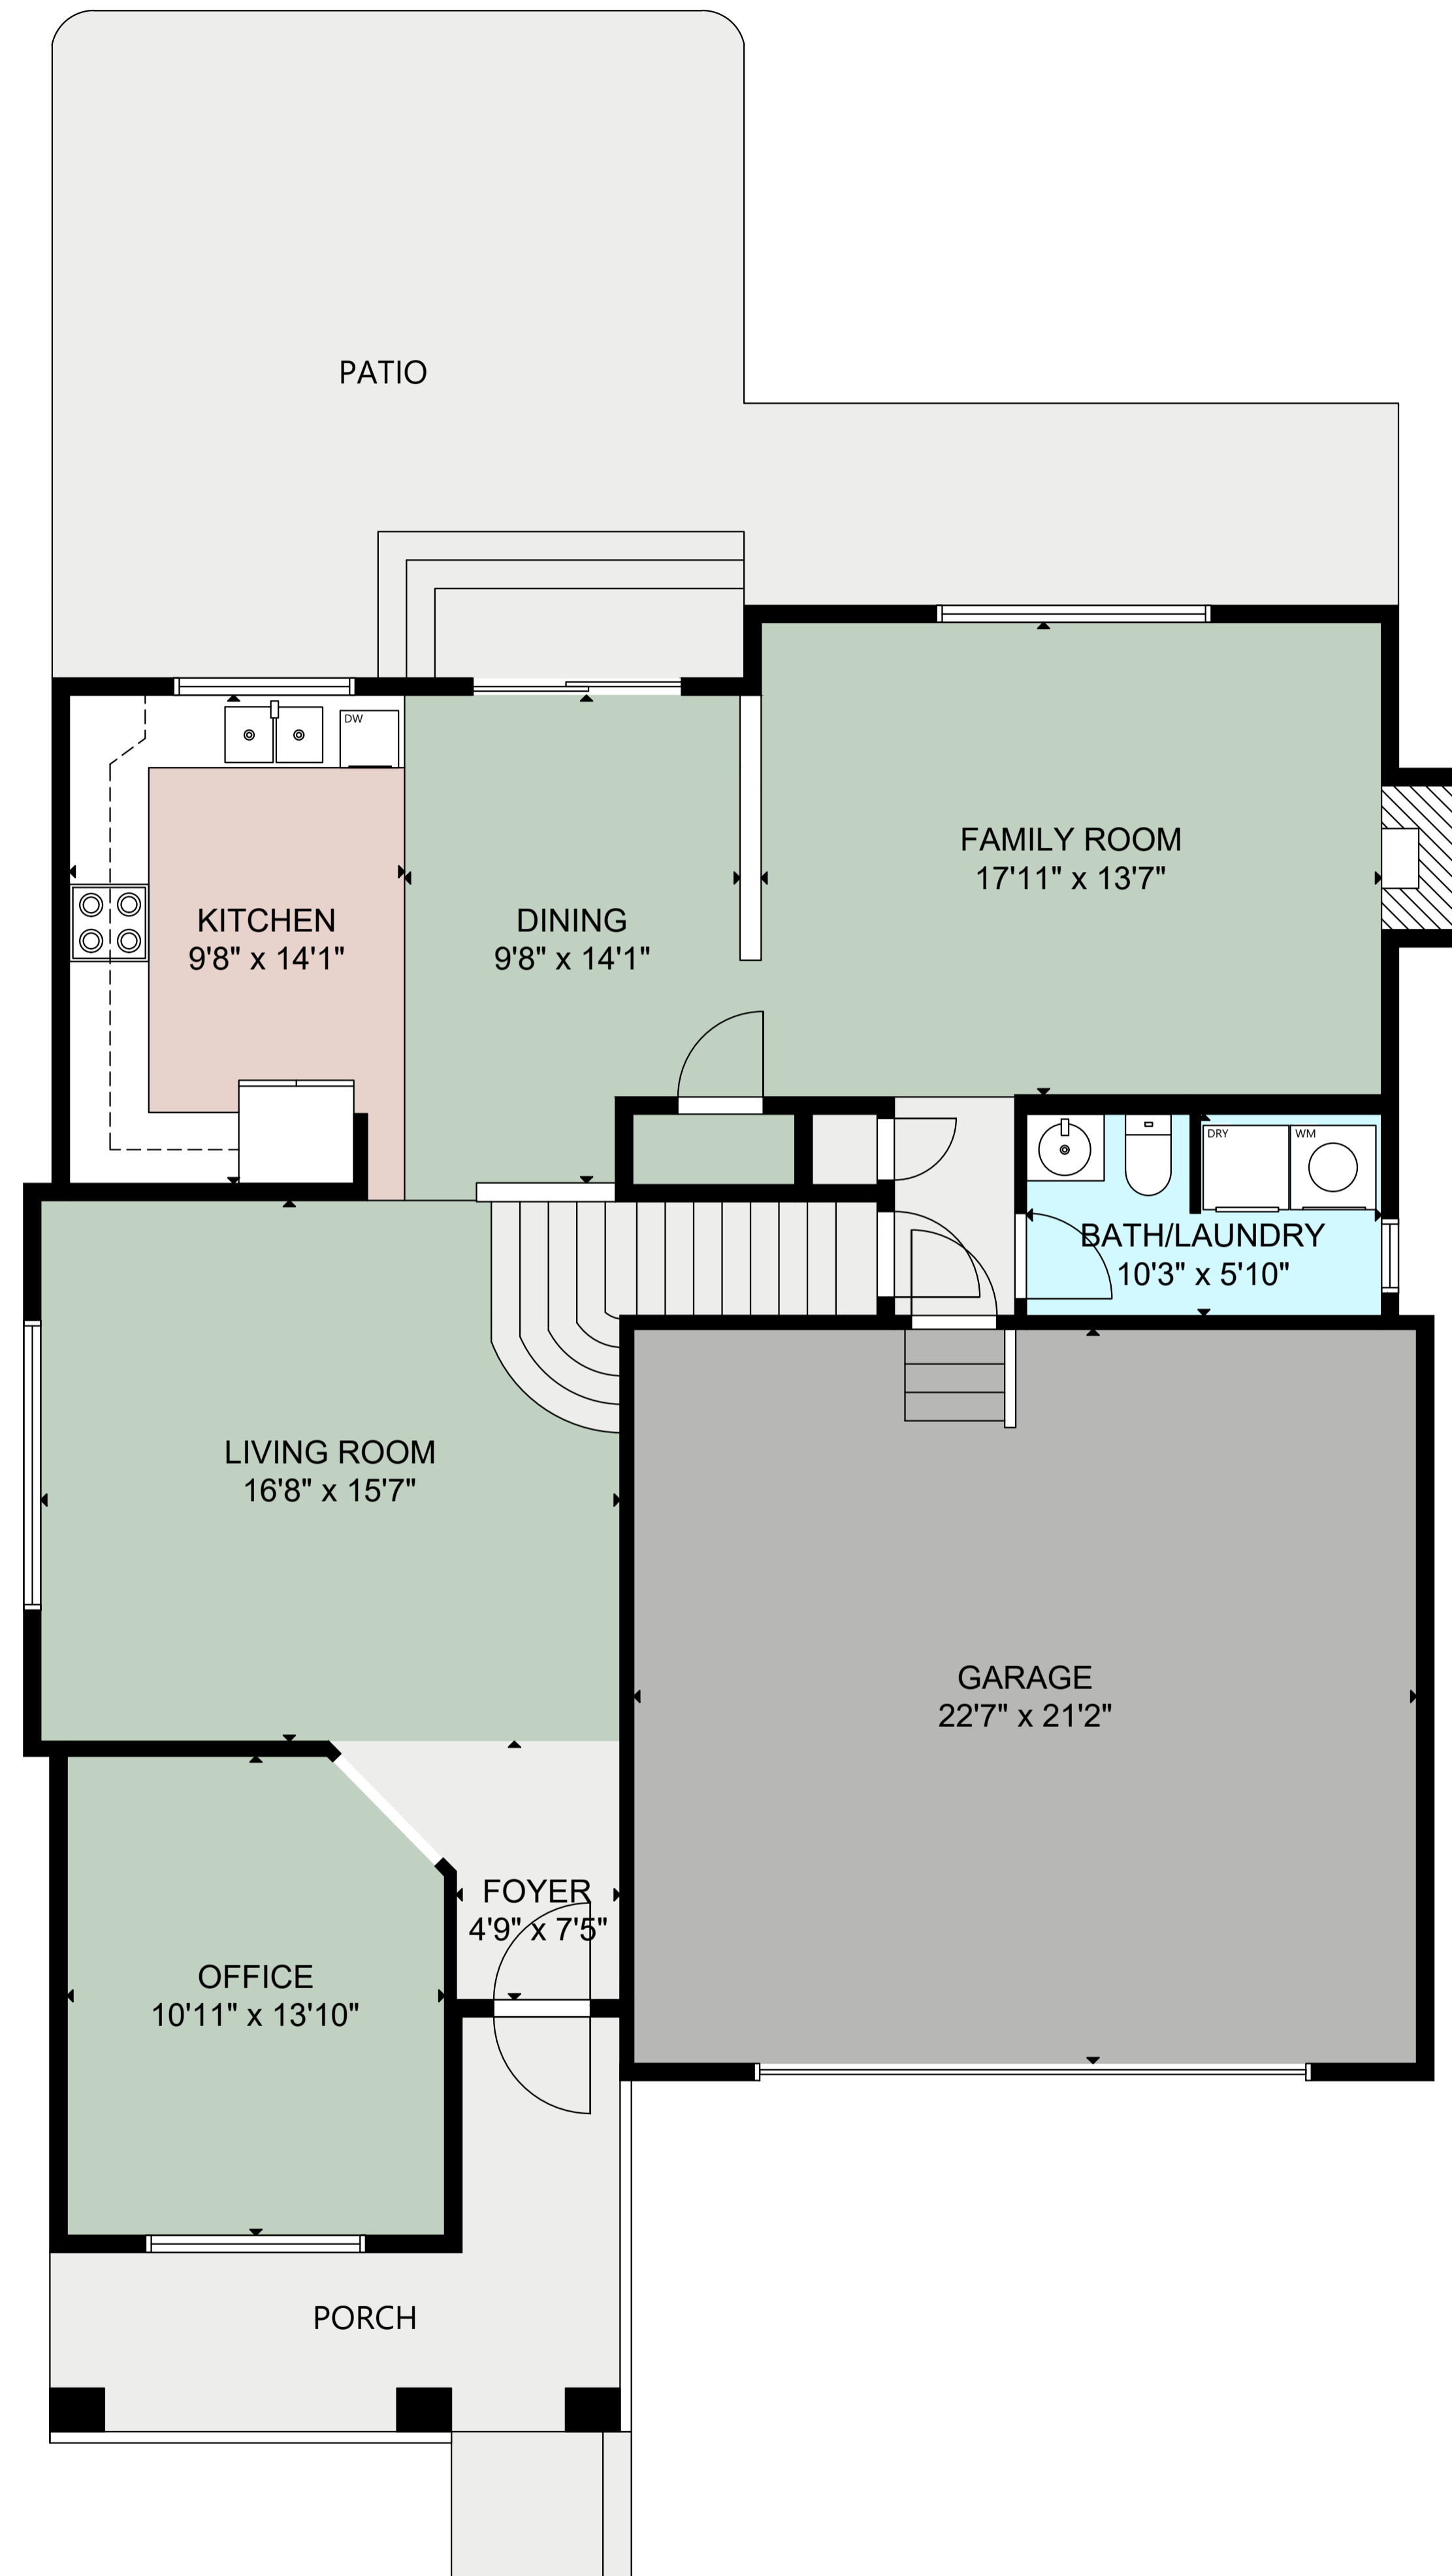 PATIO
DW
FAMILY ROOM
17'11" x 13'7"
KITCHEN
9'8" x 14'1"
DINING
9'8" x 14'1"
DRY
WM
BATH/LAUNDRY
10'3" x 5'10"
LIVING ROOM
16'8" x 15'7"
GARAGE
22'7" x 21'2"
FOYER
4'9" x 7'5"
OFFICE
10'11" x 13'10"
PORCH